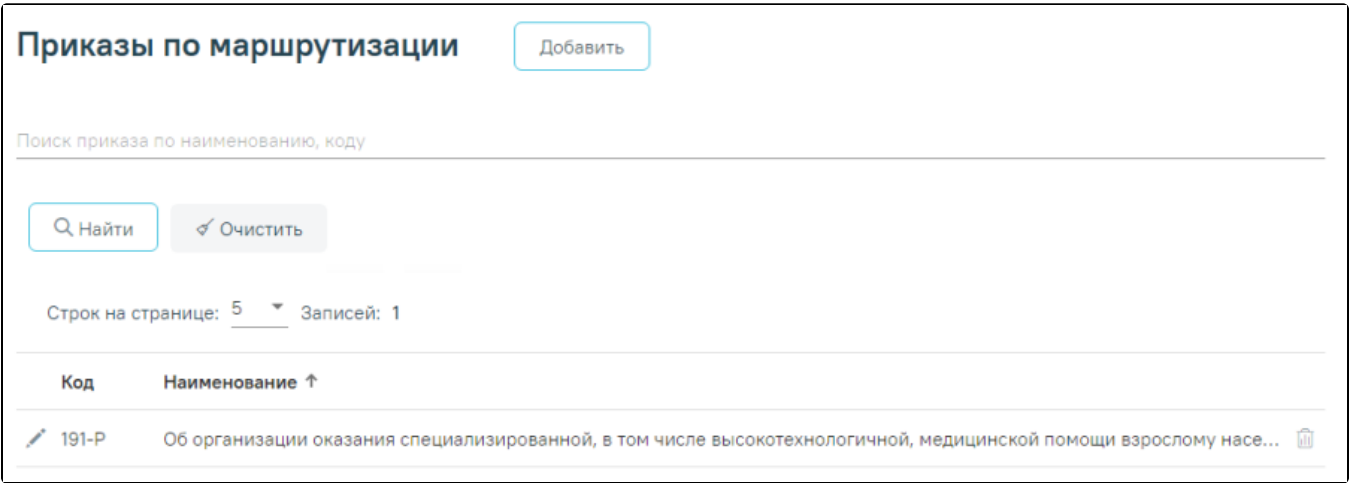 Приказы по маршрутизации Добавить
Поиск приказа по наименованию, коду
Найти Очистить
Строк на странице: 5 Записей: 1
Код Наименование ↑
191-Р Об организации оказания специализированной, в том числе высокотехнологичной, медицинской помощи взрослому насе...